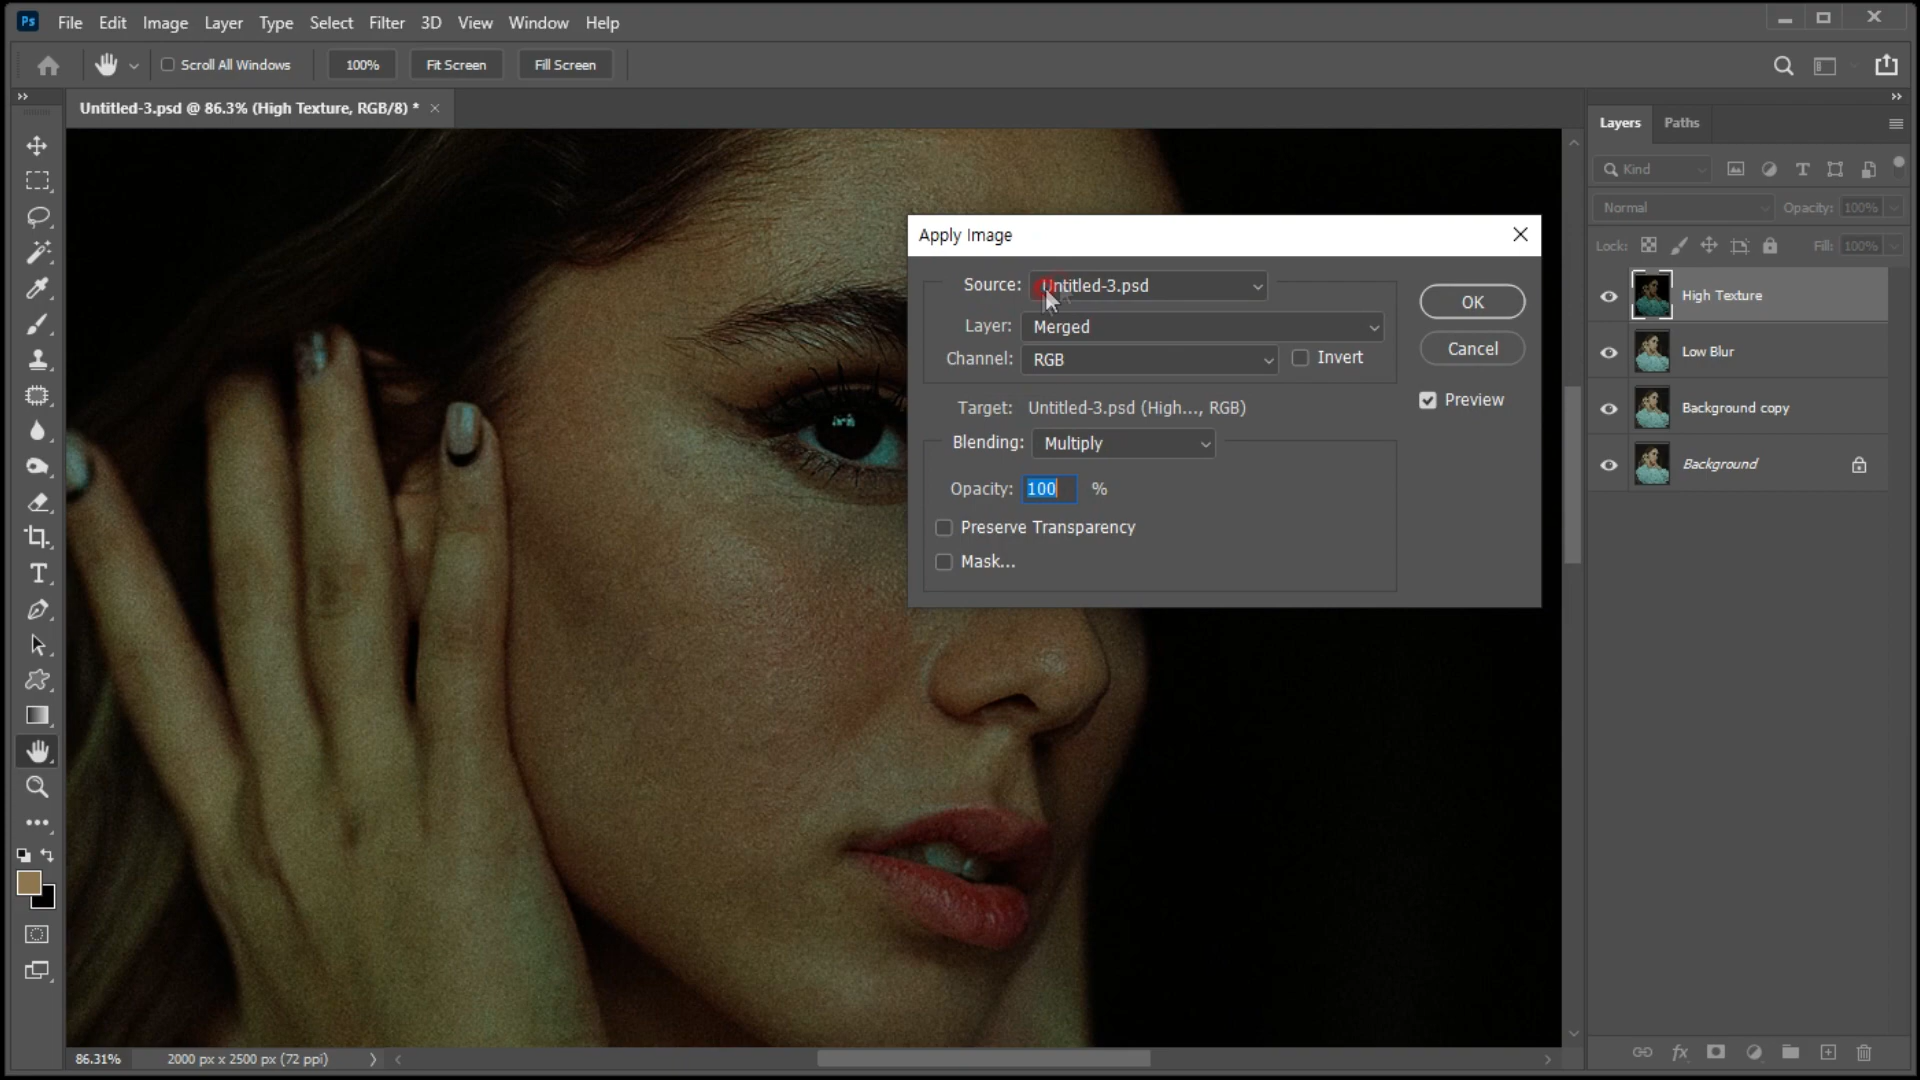 Ps File Edit Image Layer Type Select Filter 3D View Window Help
Scroll All Windows 100% Fit Screen Fill Screen
Untitled-3.psd @ 86.3% (High Texture, RGB/8) *
Layers Paths
Kind
Normal Opacity: 100%
Lock: Fill: 100%
High Texture
Low Blur
Background copy
Background
Apply Image
Source: Untitled-3.psd
Layer: Merged
Channel: RGB Invert
Target: Untitled-3.psd (High..., RGB)
Blending: Multiply
Opacity: 100 %
Preserve Transparency
Mask...
OK
Cancel
Preview
86.31% 2000 px x 2500 px (72 ppi)